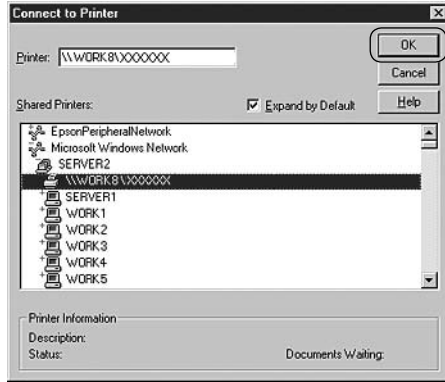 Connect to Printer
Printer: \\WORK8\XXXXXX
OK
Cancel
Help
Shared Printers:
Expand by Default
EpsonPeripheralNetwork
Microsoft Windows Network
SERVER2
\\WORK8\XXXXXX
SERVER1
WORK1
WORK2
WORK3
WORK4
WORK5
Printer Information
Description:
Status:
Documents Waiting: